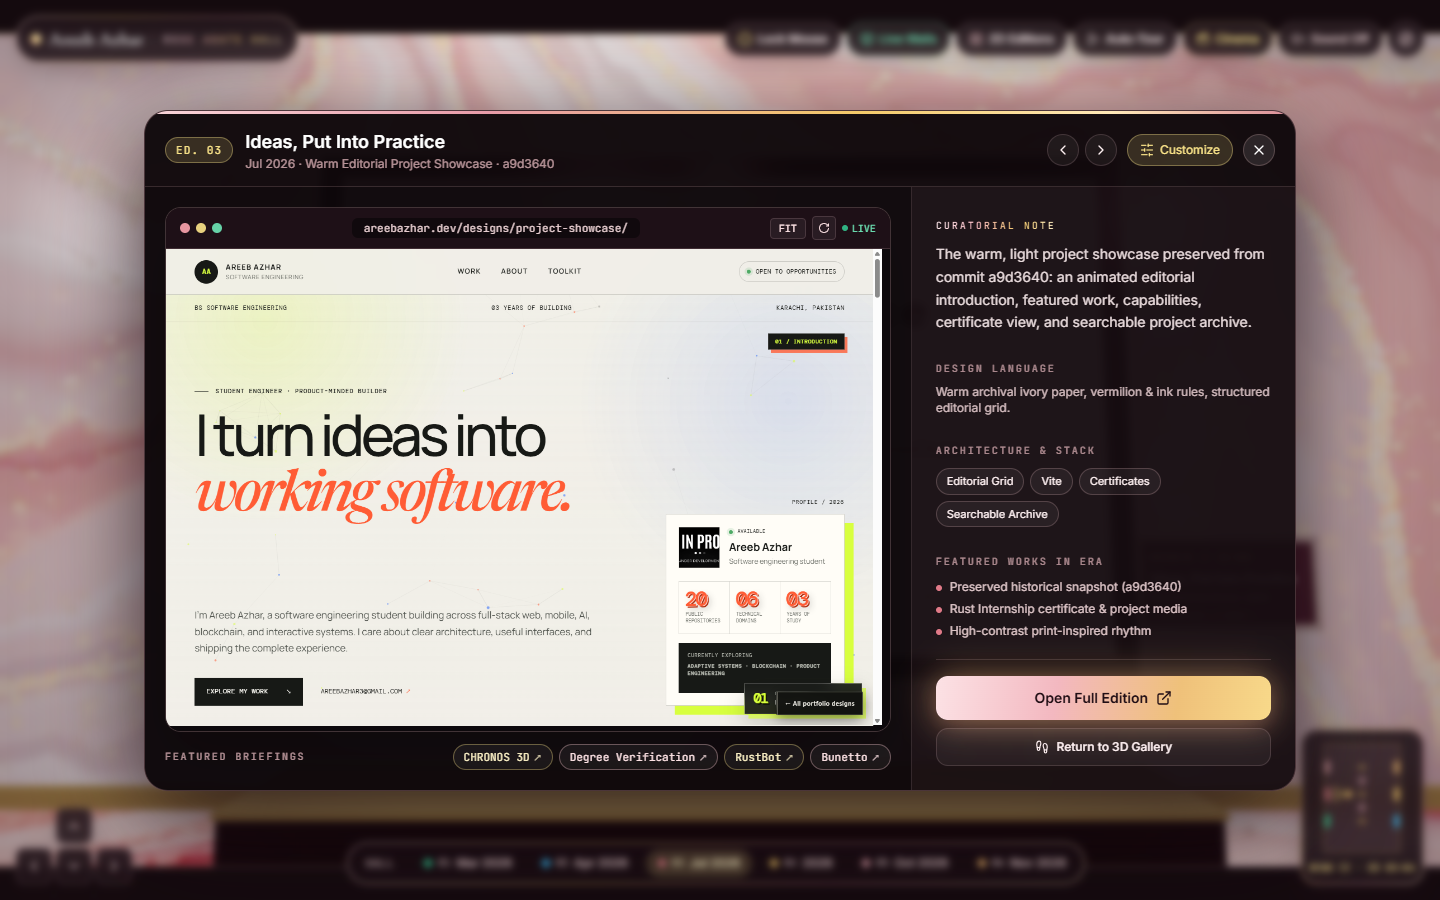 ED. 03
Ideas, Put Into Practice
Jul 2026 · Warm Editorial Project Showcase · a9d3640
Customize
areebazhar.dev/designs/project-showcase/
FIT
LIVE
AA
AREEB AZHAR
SOFTWARE ENGINEERING
WORK
ABOUT
TOOLKIT
OPEN TO OPPORTUNITIES
BS SOFTWARE ENGINEERING
03 YEARS OF BUILDING
KARACHI, PAKISTAN
01 / INTRODUCTION
STUDENT ENGINEER · PRODUCT-MINDED BUILDER
I turn ideas into
working software.
I'm Areeb Azhar, a software engineering student building across full-stack web, mobile, AI,
blockchain, and interactive systems. I care about clear architecture, useful interfaces, and
shipping the complete experience.
EXPLORE MY WORK ↘
AREEBAZHAR3@GMAIL.COM ↗
PROFILE / 2026
IN PRO
AVAILABLE
Areeb Azhar
Software engineering student
20
PUBLIC
REPOSITORIES
06
TECHNICAL
DOMAINS
03
YEARS OF
STUDY
CURRENTLY EXPLORING
ADAPTIVE SYSTEMS · BLOCKCHAIN · PRODUCT
ENGINEERING
01
← All portfolio designs
FEATURED BRIEFINGS
CHRONOS 3D ↗
Degree Verification ↗
RustBot ↗
Bunetto ↗
CURATORIAL NOTE
The warm, light project showcase preserved from
commit a9d3640: an animated editorial
introduction, featured work, capabilities,
certificate view, and searchable project archive.
DESIGN LANGUAGE
Warm archival ivory paper, vermilion & ink rules, structured
editorial grid.
ARCHITECTURE & STACK
Editorial Grid
Vite
Certificates
Searchable Archive
FEATURED WORKS IN ERA
Preserved historical snapshot (a9d3640)
Rust Internship certificate & project media
High-contrast print-inspired rhythm
Open Full Edition
Return to 3D Gallery